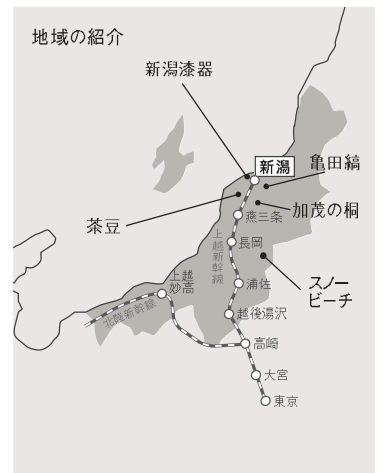 地域の紹介
新潟漆器
新潟
亀田縞
茶豆
加茂の桐
燕三条
長岡
上越新幹線
スノー
ビーチ
上越
妙高
浦佐
北陸新幹線
越後湯沢
高崎
大宮
東京